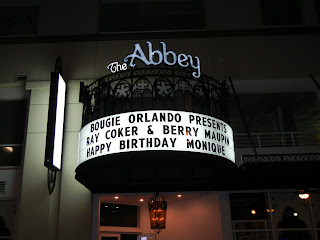 The Abbey
BOUGIE ORLANDO PRESENTS
RAY COKER & BERRY MAUPIN
HAPPY BIRTHDAY MONIQUE